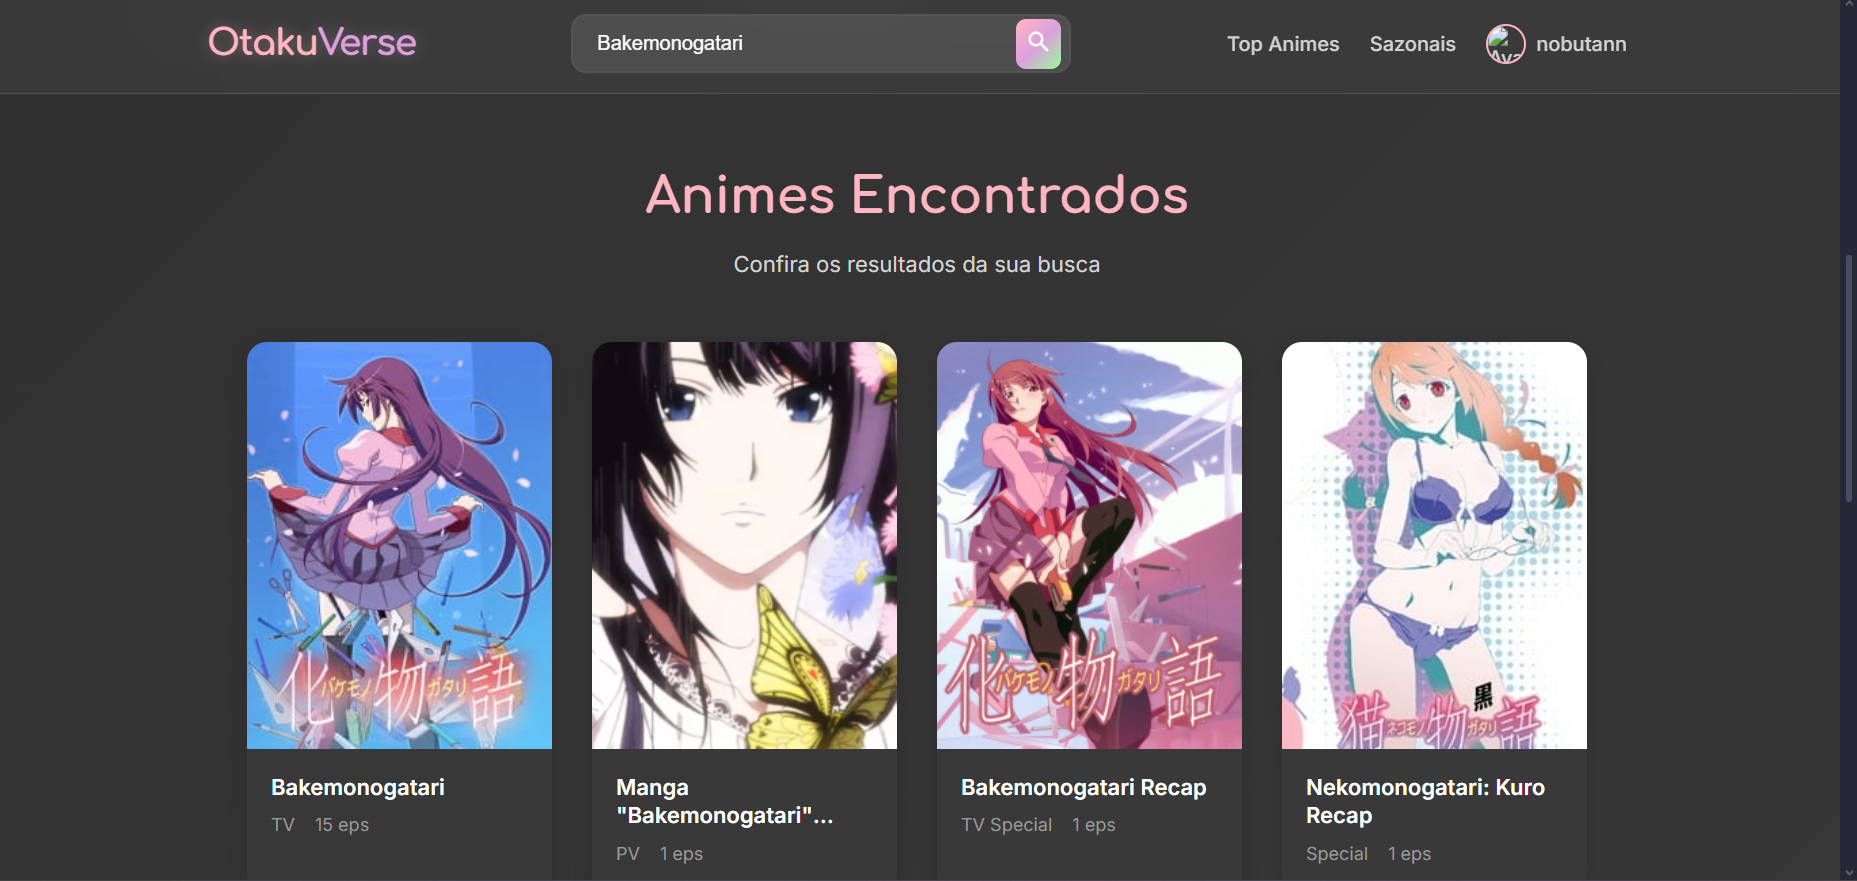 OtakuVerse
Bakemonogatari
Top Animes
Sazonais
Ava
nobutann
Animes Encontrados
Confira os resultados da sua busca
化物語
バケモノ
ガタリ
化物語
バケモノ
ガタリ
猫物語
黒
ネコモノ
ガタリ
Bakemonogatari
TV 15 eps
Manga
"Bakemonogatari"...
PV 1 eps
Bakemonogatari Recap
TV Special 1 eps
Nekomonogatari: Kuro
Recap
Special 1 eps